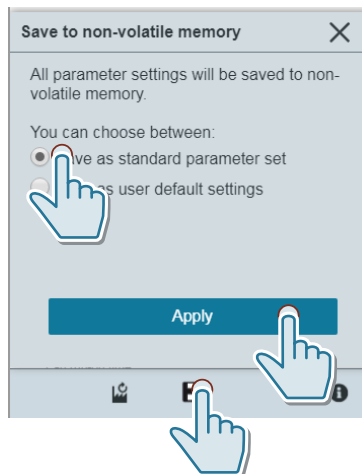 Save to non-volatile memory
All parameter settings will be saved to non-
volatile memory.
You can choose between:
as standard parameter set
as user default settings
Apply